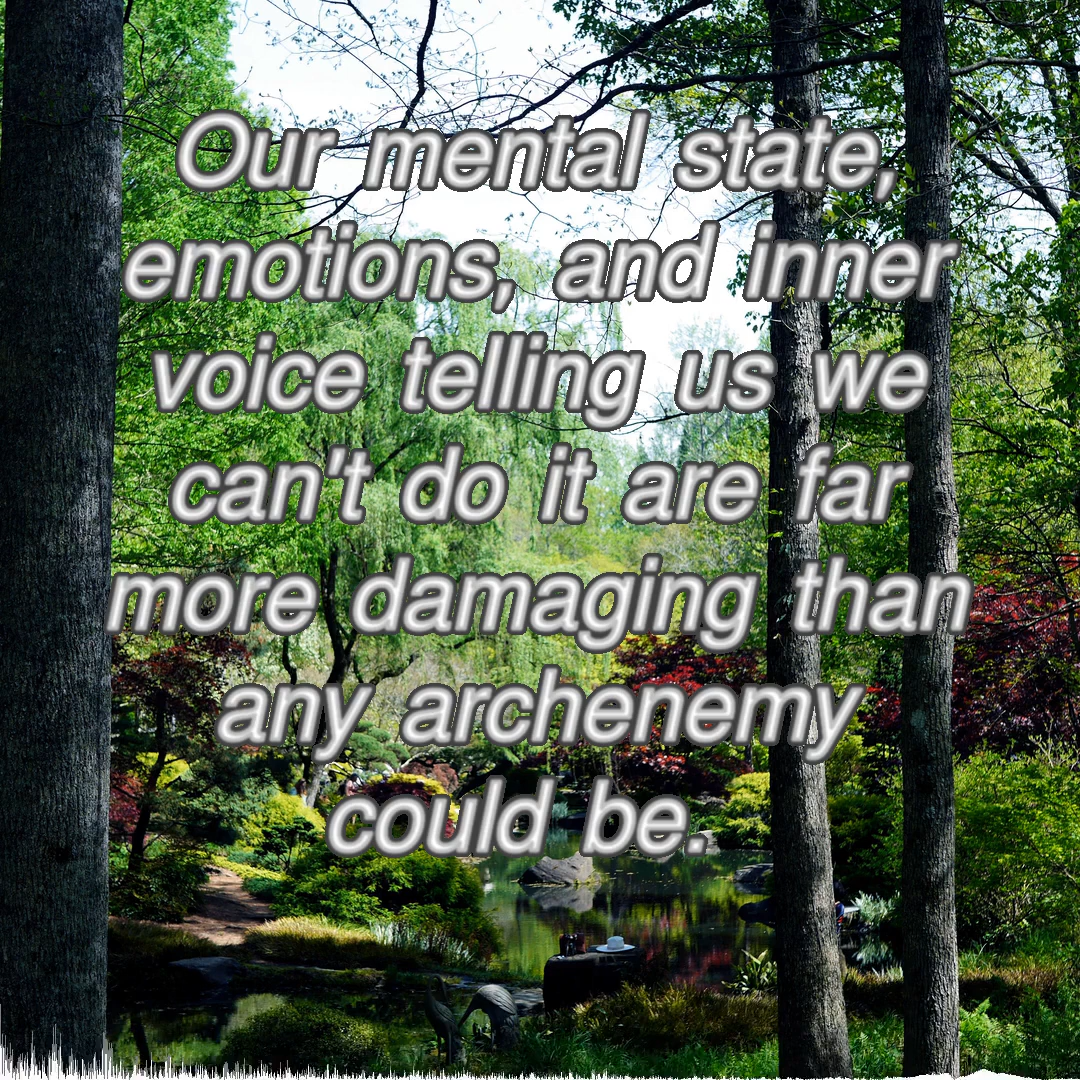 Our mental state,
emotions, and inner
voice telling us we
can't do it are far
more damaging than
any archenemy
could be.